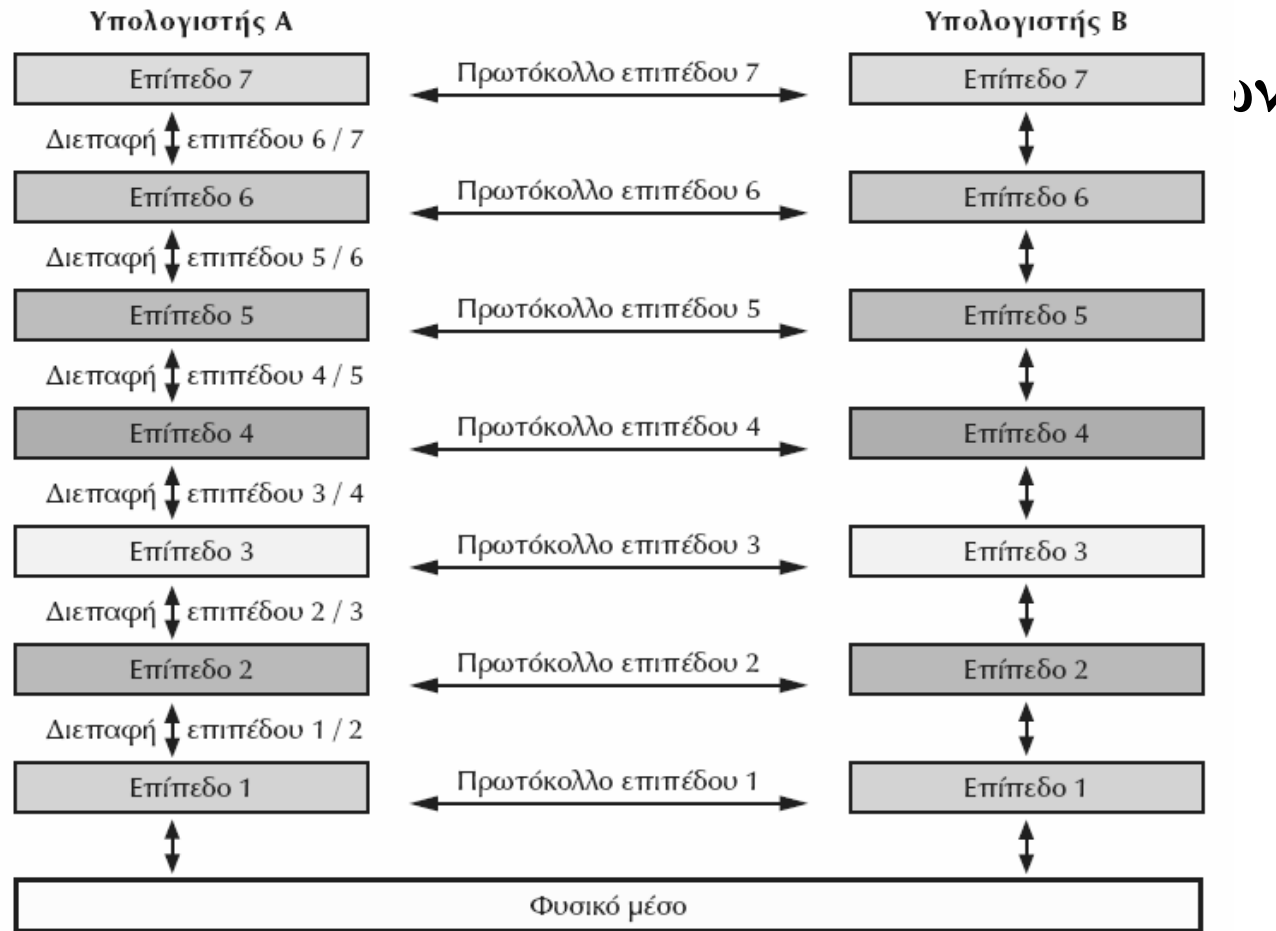 Υπολογιστής Α Υπολογιστής Β
Επίπεδο 7 Πρωτόκολλο επιπέδου 7 Επίπεδο 7
Διεπαφή επιπέδου 6 / 7
Επίπεδο 6 Πρωτόκολλο επιπέδου 6 Επίπεδο 6
Διεπαφή επιπέδου 5 / 6
Επίπεδο 5 Πρωτόκολλο επιπέδου 5 Επίπεδο 5
Διεπαφή επιπέδου 4 / 5
Επίπεδο 4 Πρωτόκολλο επιπέδου 4 Επίπεδο 4
Διεπαφή επιπέδου 3 / 4
Επίπεδο 3 Πρωτόκολλο επιπέδου 3 Επίπεδο 3
Διεπαφή επιπέδου 2 / 3
Επίπεδο 2 Πρωτόκολλο επιπέδου 2 Επίπεδο 2
Διεπαφή επιπέδου 1 / 2
Επίπεδο 1 Πρωτόκολλο επιπέδου 1 Επίπεδο 1
Φυσικό μέσο